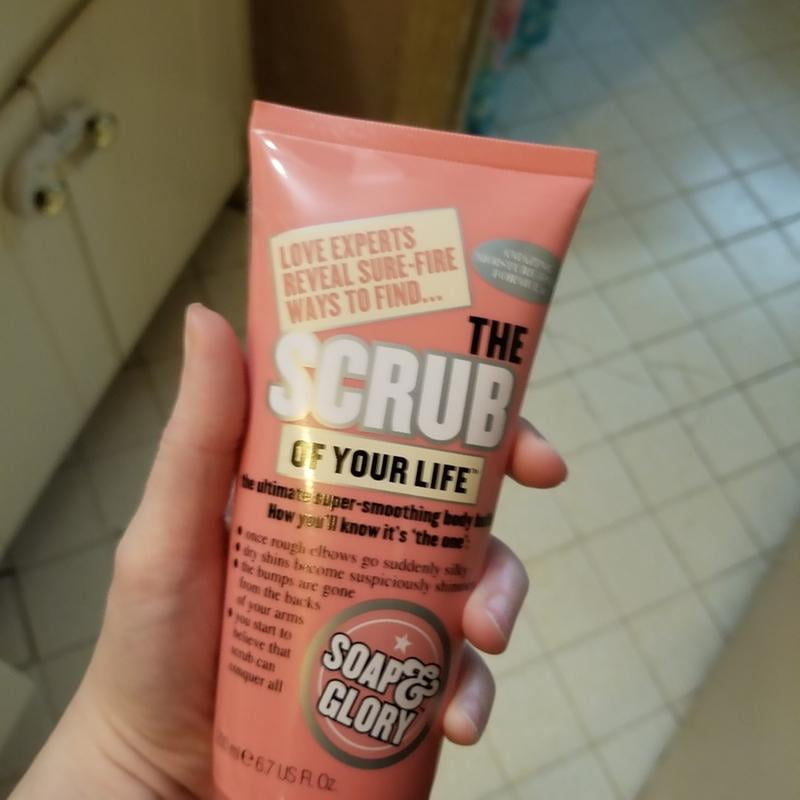 LOVE EXPERTS
REVEAL SURE-FIRE
WAYS TO FIND...
THE
SCRUB
OF YOUR LIFE™
the ultimate super-smoothing body
How you'll know it's 'the one':
• once rough elbows go suddenly silky
• dry shins become suspiciously
• the bumps are gone
from the backs
of your arms
• you start to
believe that
scrub can
conquer all
SOAP&
GLORY
ml e 6.7 US Fl. Oz.